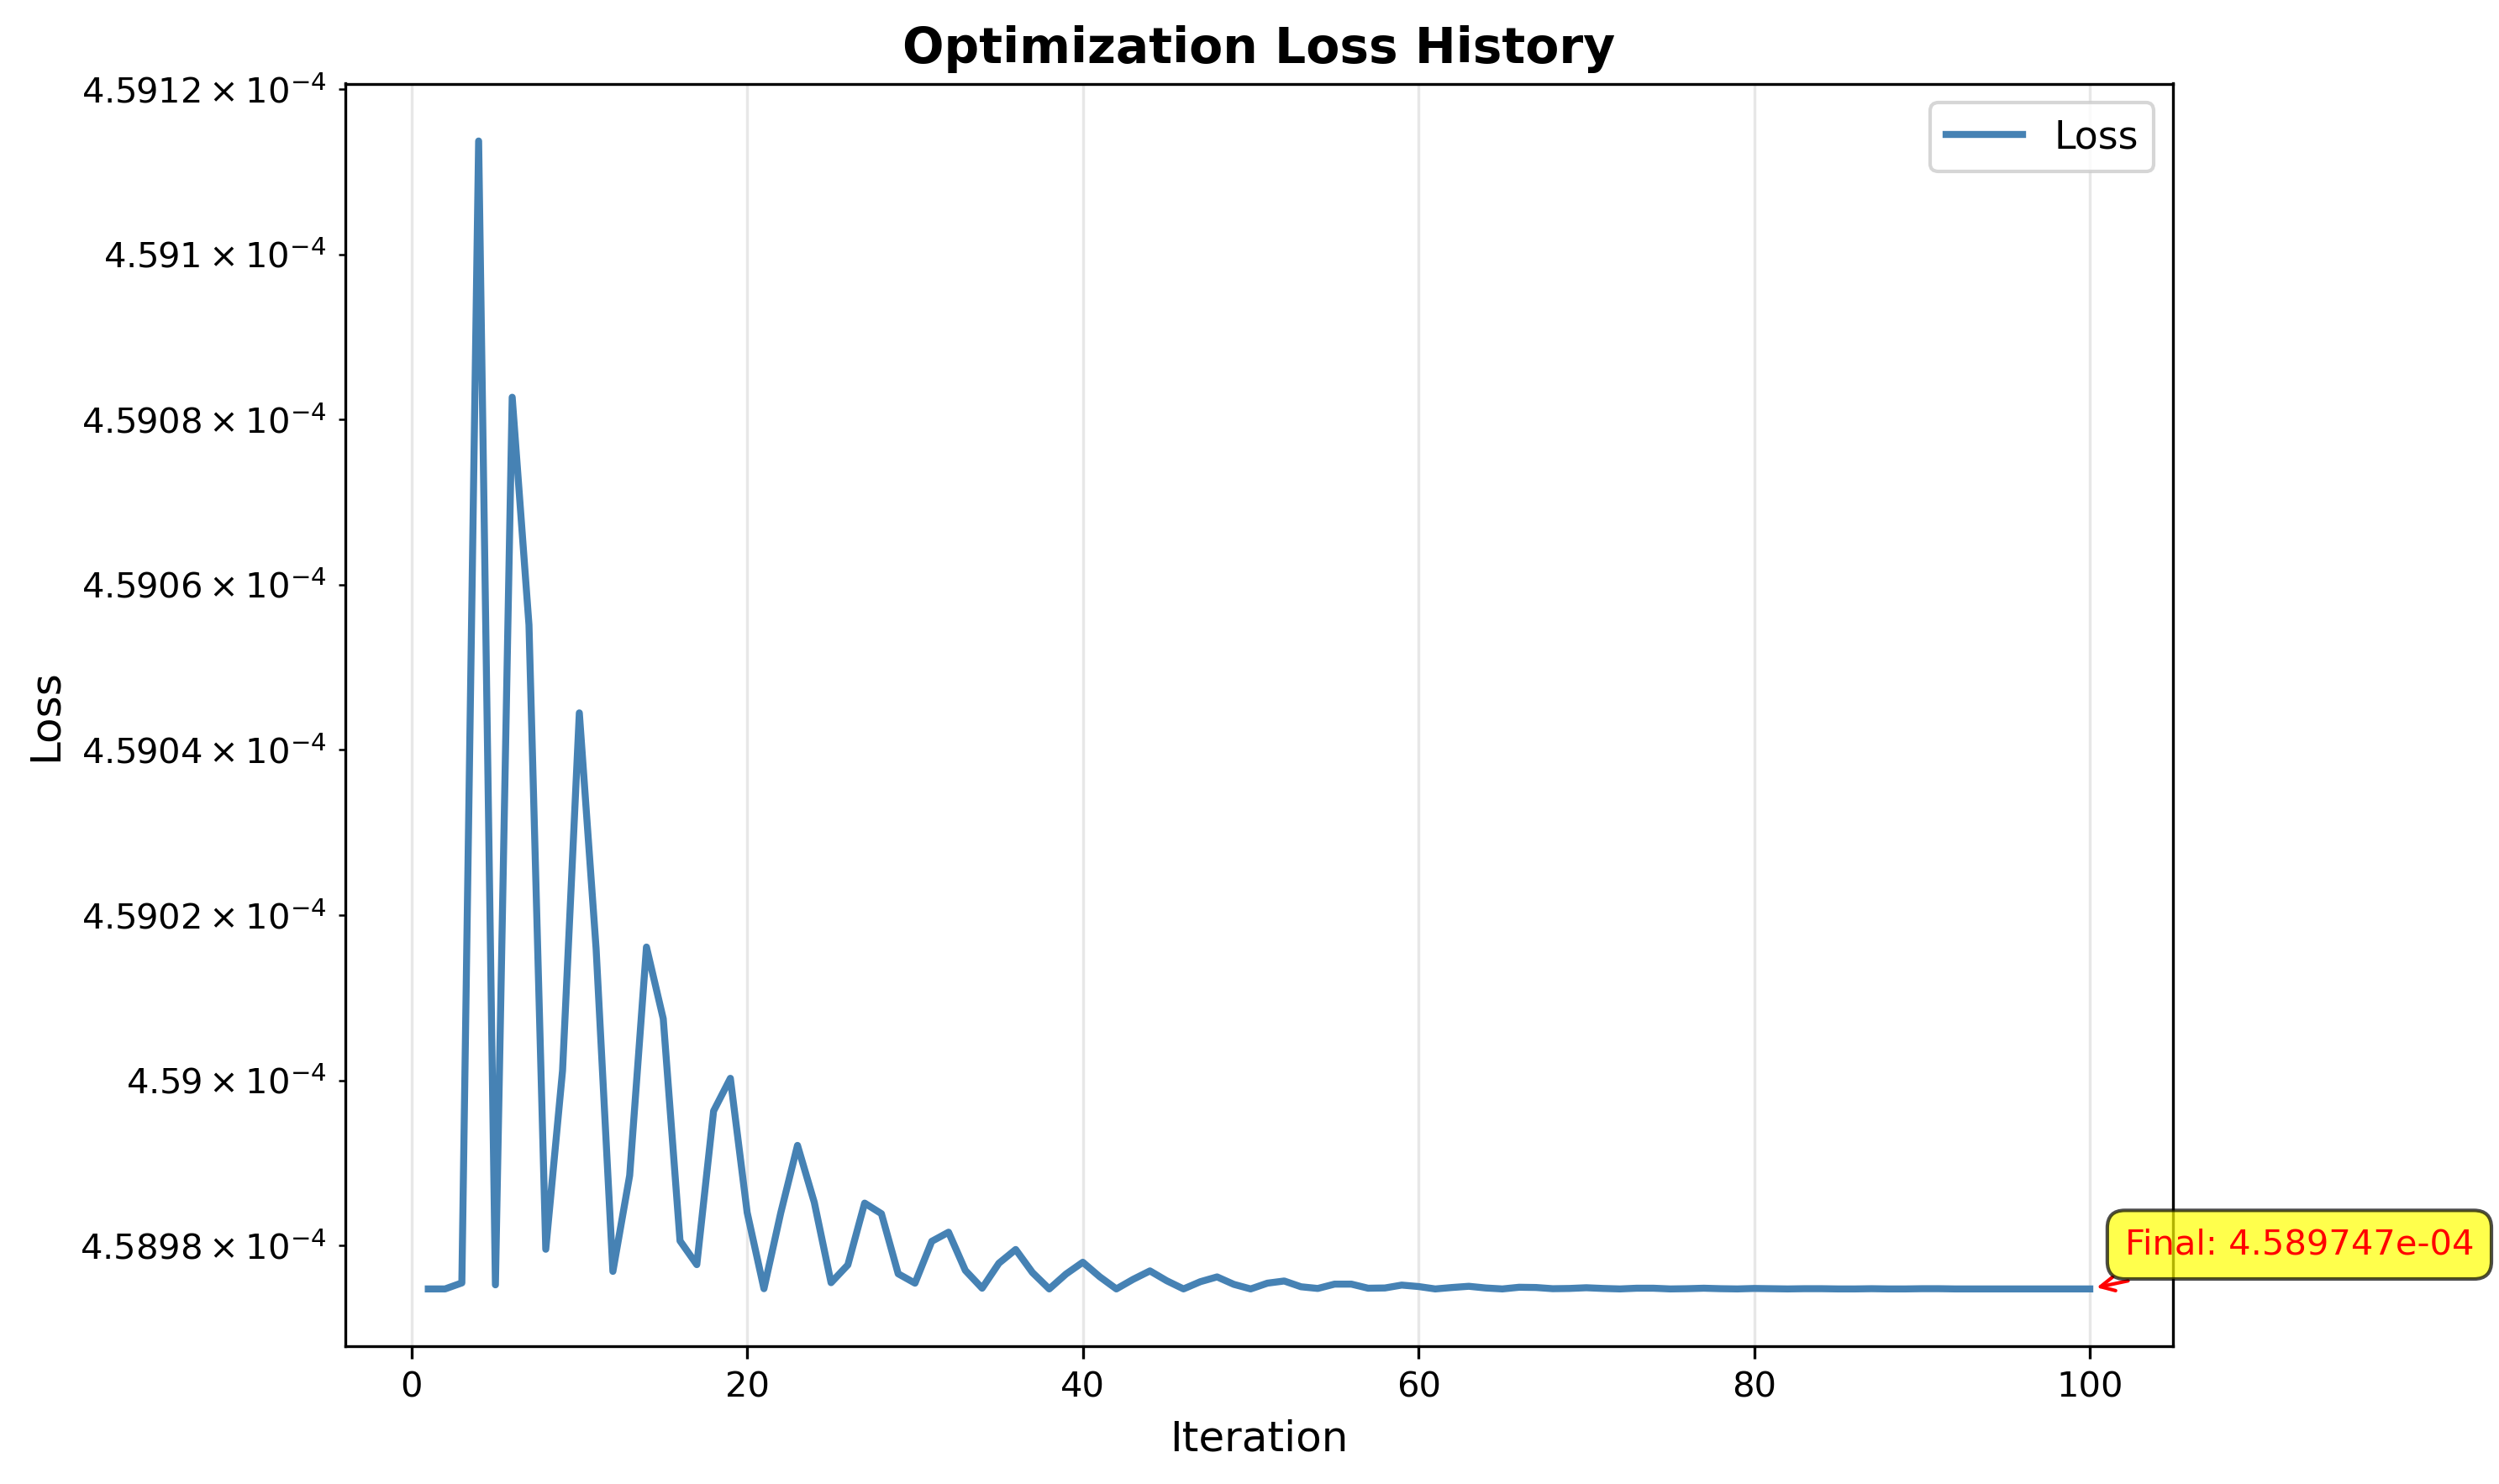 Optimization Loss History
4.5912 × 10⁻⁴
4.591 × 10⁻⁴
4.5908 × 10⁻⁴
4.5906 × 10⁻⁴
4.5904 × 10⁻⁴
4.5902 × 10⁻⁴
4.59 × 10⁻⁴
4.5898 × 10⁻⁴
Loss
Loss
Final: 4.589747e-04
0 20 40 60 80 100
Iteration